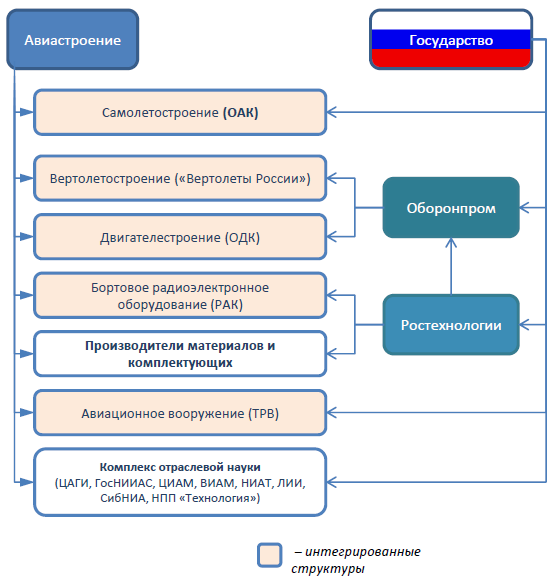 Авиастроение
Государство
Самолетостроение (ОАК)
Вертолетостроение («Вертолеты России»)
Оборонпром
Двигателестроение (ОДК)
Бортовое радиоэлектронное
оборудование (РАК)
Ростехнологии
Производители материалов и
комплектующих
Авиационное вооружение (ТРВ)
Комплекс отраслевой науки
(ЦАГИ, ГосНИИАС, ЦИАМ, ВИАМ, НИАТ, ЛИИ,
СибНИА, НПП «Технология»)
– интегрированные
структуры